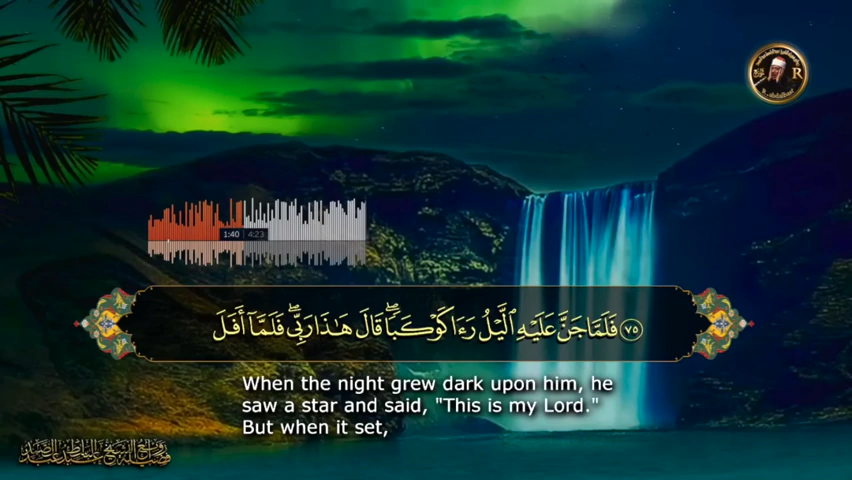 R
1:40 4:23
٧٥ فَلَمَّا جَنَّ عَلَيْهِ ٱلَّيْلُ رَءَا كَوْكَبًاۖ قَالَ هَٰذَا رَبِّيۖ فَلَمَّآ أَفَلَ
When the night grew dark upon him, he
saw a star and said, "This is my Lord."
But when it set,